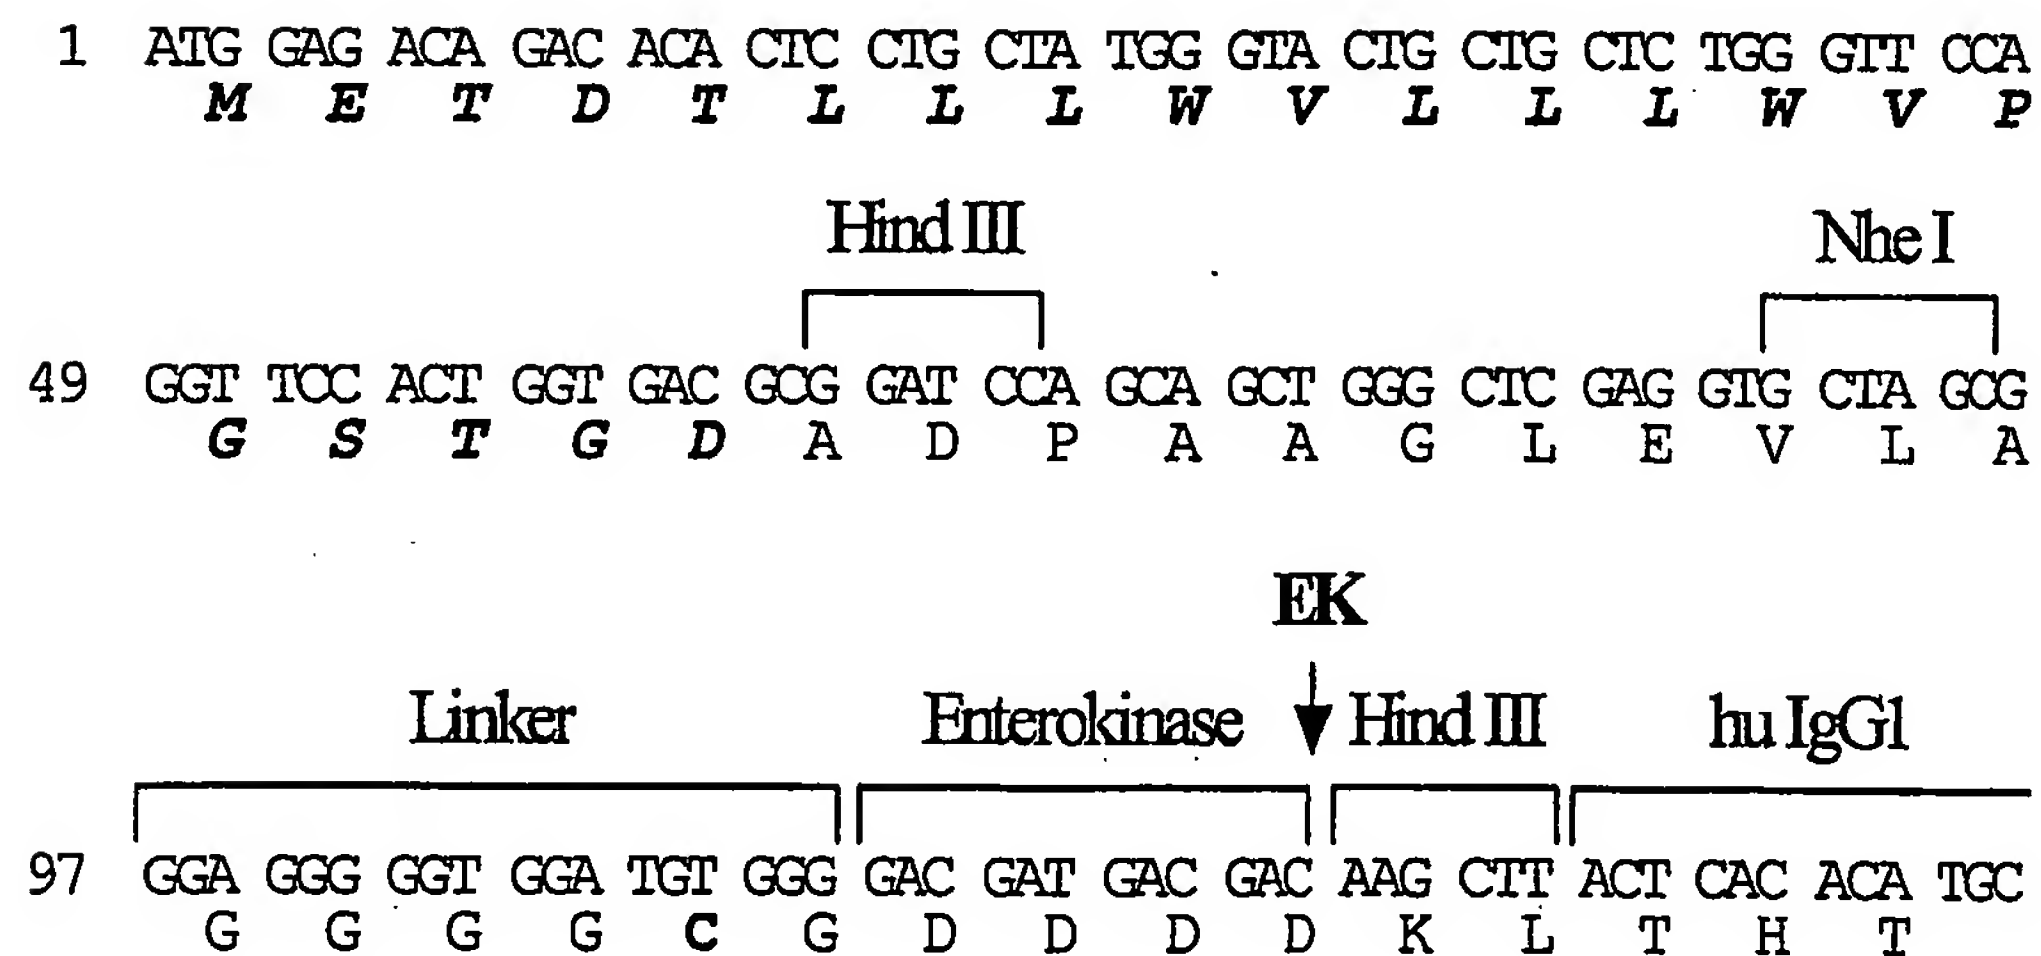 1 ATG GAG ACA GAC ACA CTC CTG CTA TGG GTA CTG CTG CTC TGG GTT CCA
M E T D T L L L W V L L L W V P
Hind III Nhe I
49 GGT TCC ACT GGT GAC GCG GAT CCA GCA GCT GGG CTC GAG GTG CTA GCG
G S T G D A D P A A G L E V L A
EK
Linker Enterokinase Hind III hu IgG1
97 GGA GGG GGT GGA TGT GGG GAC GAT GAC GAC AAG CTT ACT CAC ACA TGC
G G G G C G D D D D K L T H T